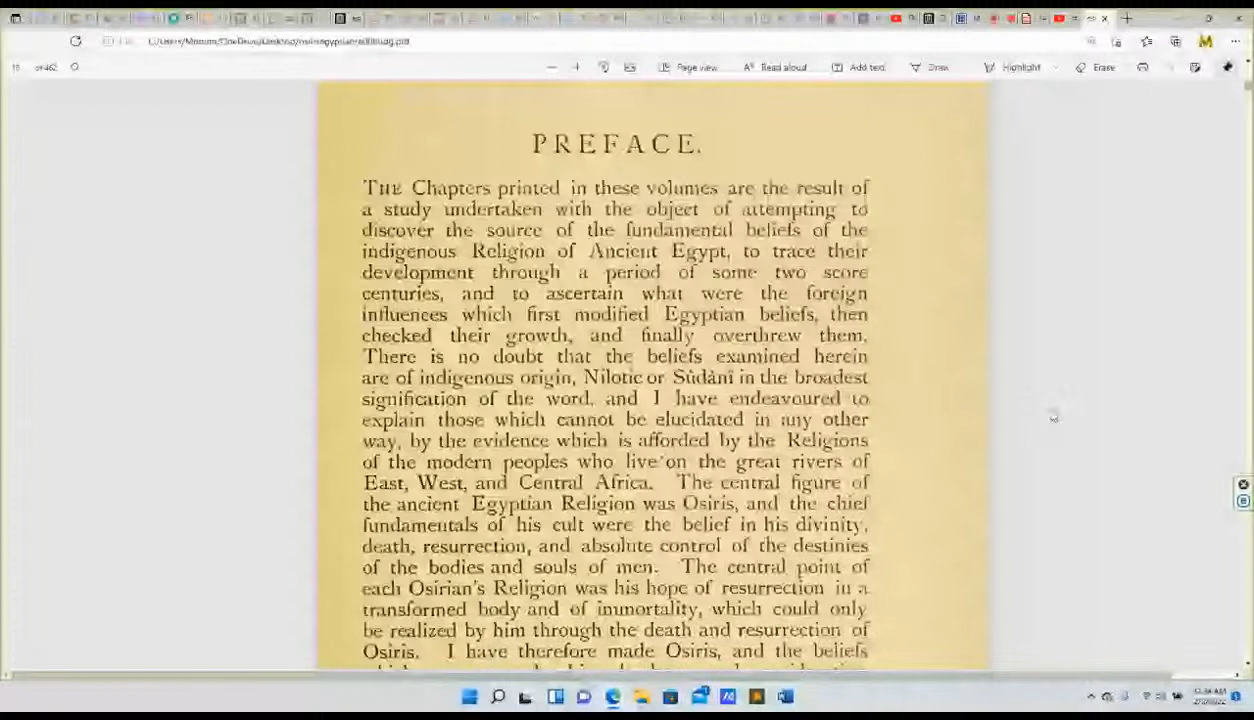 of 462
Page view
Read aloud
Add text
Draw
Highlight
Erase
PREFACE.
THE Chapters printed in these volumes are the result of
a study undertaken with the object of attempting to
discover the source of the fundamental beliefs of the
indigenous Religion of Ancient Egypt, to trace their
development through a period of some two score
centuries, and to ascertain what were the foreign
influences which first modified Egyptian beliefs, then
checked their growth, and finally overthrew them.
There is no doubt that the beliefs examined herein
are of indigenous origin, Nilotic or Sûdânî in the broadest
signification of the word, and I have endeavoured to
explain those which cannot be elucidated in any other
way, by the evidence which is afforded by the Religions
of the modern peoples who live on the great rivers of
East, West, and Central Africa. The central figure of
the ancient Egyptian Religion was Osiris, and the chief
fundamentals of his cult were the belief in his divinity,
death, resurrection, and absolute control of the destinies
of the bodies and souls of men. The central point of
each Osirian's Religion was his hope of resurrection in a
transformed body and of immortality, which could only
be realized by him through the death and resurrection of
Osiris. I have therefore made Osiris, and the beliefs